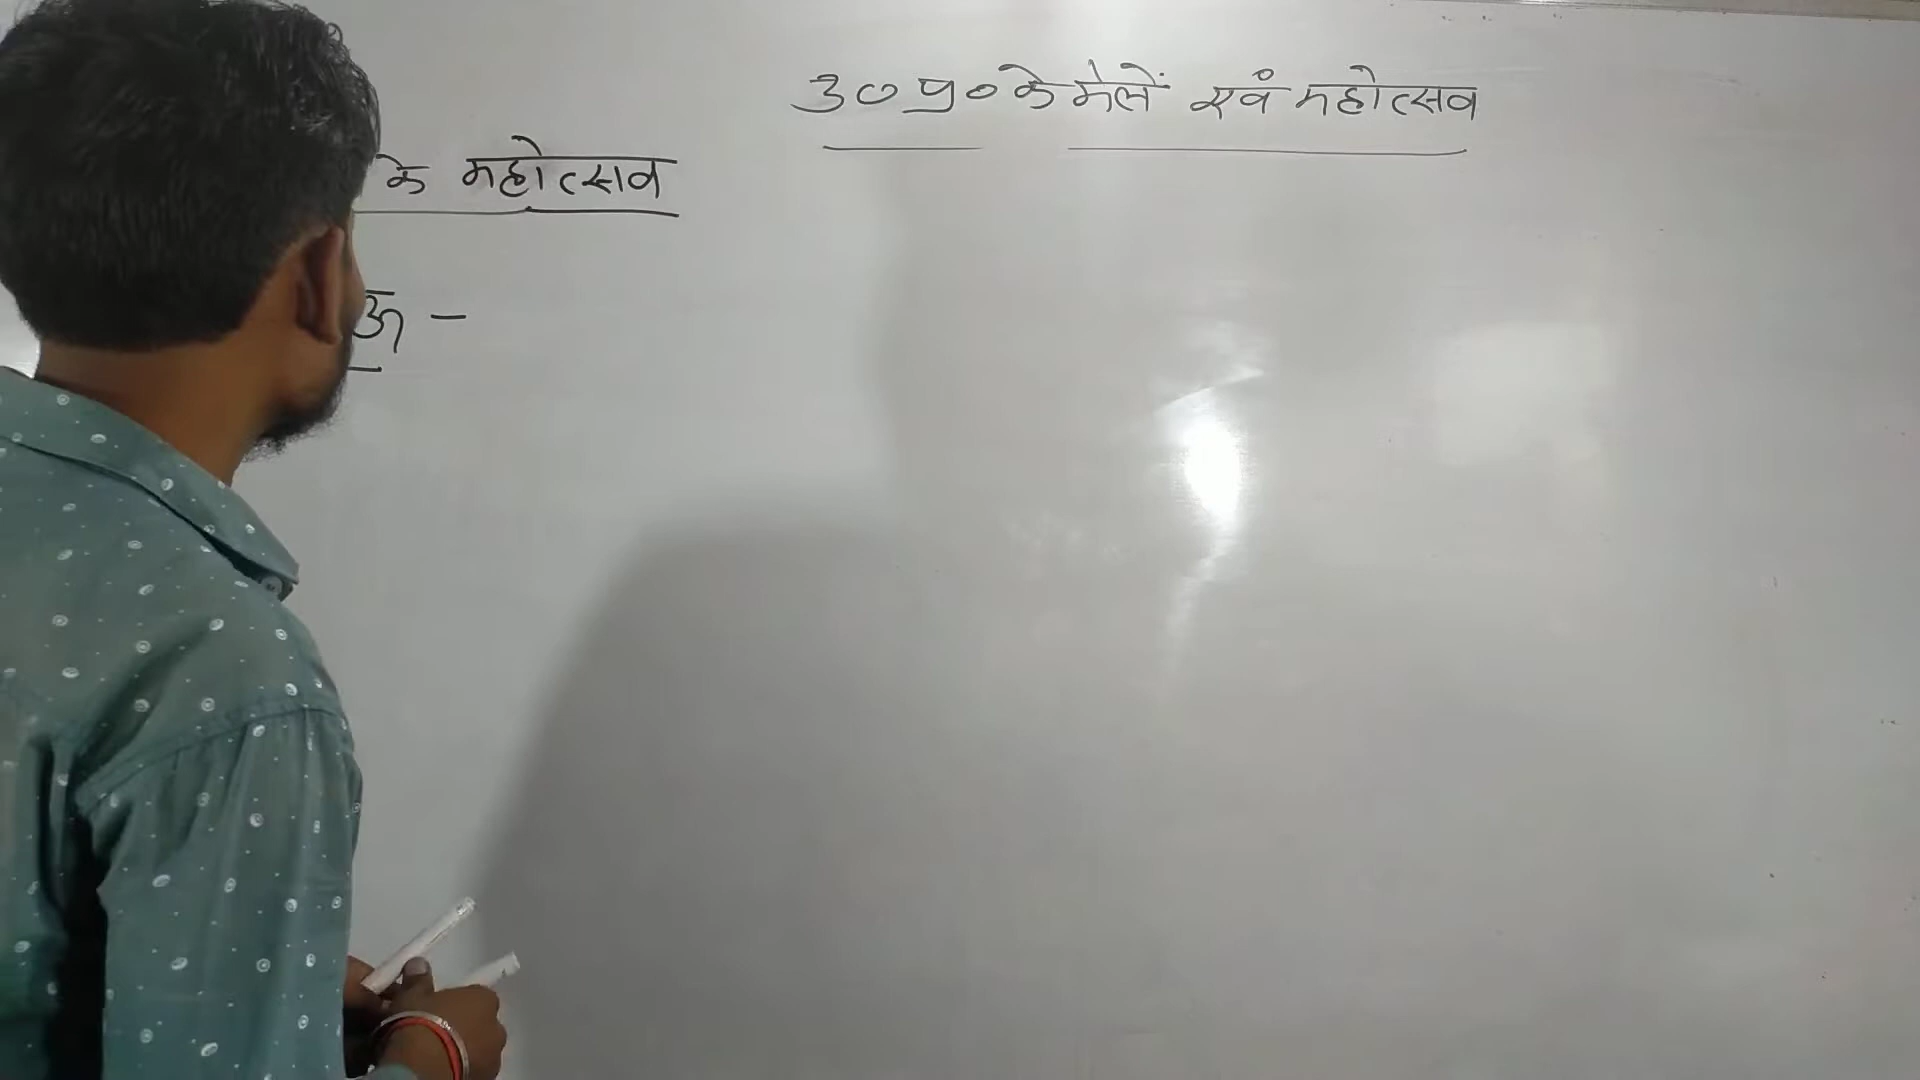 उ० प्र० के मेलें एवं महोत्सव
के महोत्सव
ऊ -